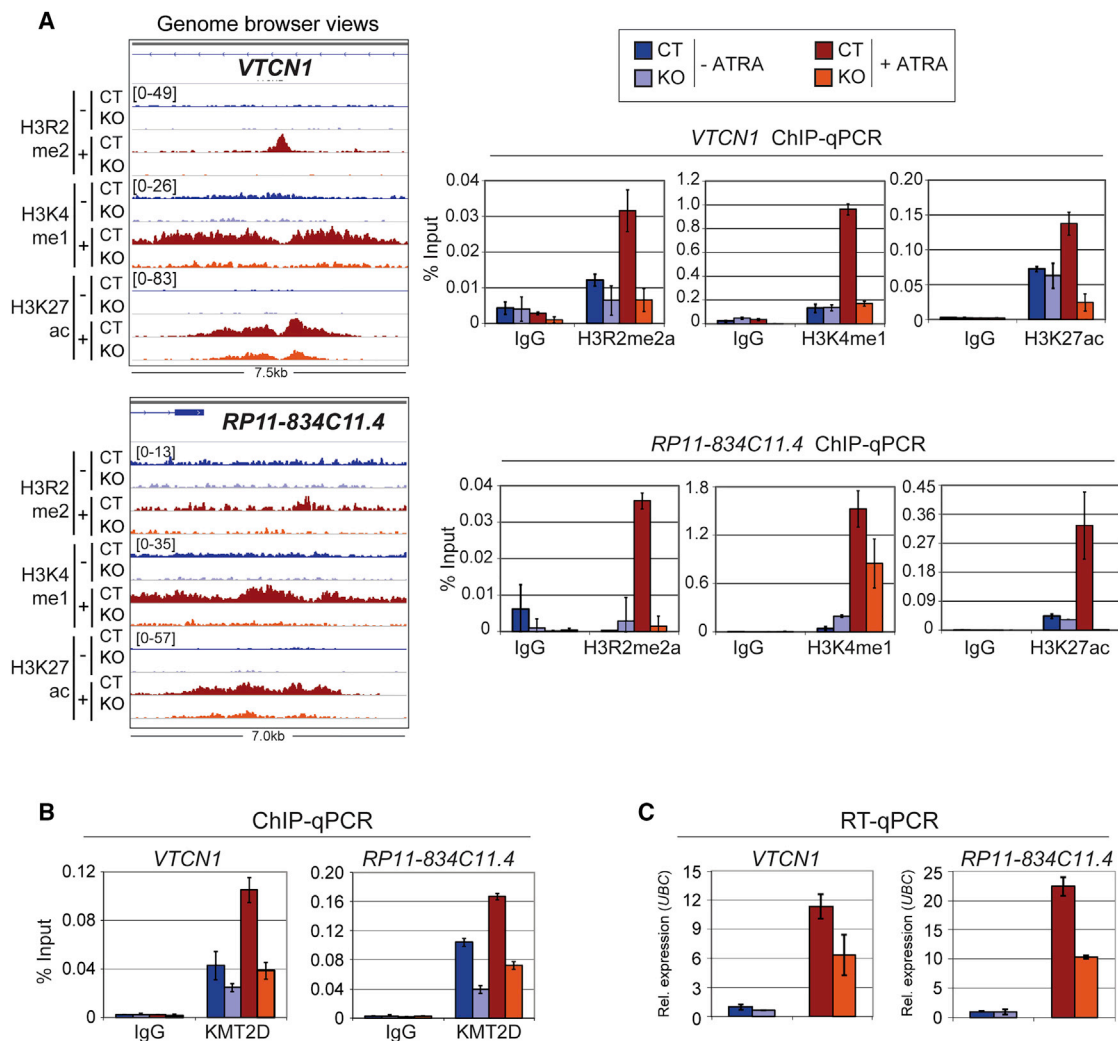 A
Genome browser views
VTCN1
[0-49]
H3R2
me2
-
+
CT
KO
CT
KO
[0-26]
H3K4
me1
-
+
CT
KO
CT
KO
[0-83]
H3K27
ac
-
+
CT
KO
CT
KO
7.5kb
RP11-834C11.4
[0-13]
H3R2
me2
-
+
CT
KO
CT
KO
[0-35]
H3K4
me1
-
+
CT
KO
CT
KO
[0-57]
H3K27
ac
-
+
CT
KO
CT
KO
7.0kb
CT
KO
- ATRA
CT
KO
+ ATRA
VTCN1 ChIP-qPCR
% Input
0.04
0.03
0.02
0.01
0
IgG H3R2me2a
1.2
1.0
0.8
0.6
0.4
0.2
0
IgG H3K4me1
0.20
0.15
0.10
0.05
0
IgG H3K27ac
RP11-834C11.4 ChIP-qPCR
% Input
0.04
0.03
0.02
0.01
0
IgG H3R2me2a
1.8
1.2
0.6
0
IgG H3K4me1
0.45
0.36
0.27
0.18
0.09
0
IgG H3K27ac
B
ChIP-qPCR
VTCN1
% Input
0.12
0.08
0.04
0
IgG KMT2D
RP11-834C11.4
0.20
0.16
0.12
0.08
0.04
0
IgG KMT2D
C
RT-qPCR
VTCN1
Rel. expression (UBC)
15
12
9
6
3
0
RP11-834C11.4
Rel. expression (UBC)
25
20
15
10
5
0